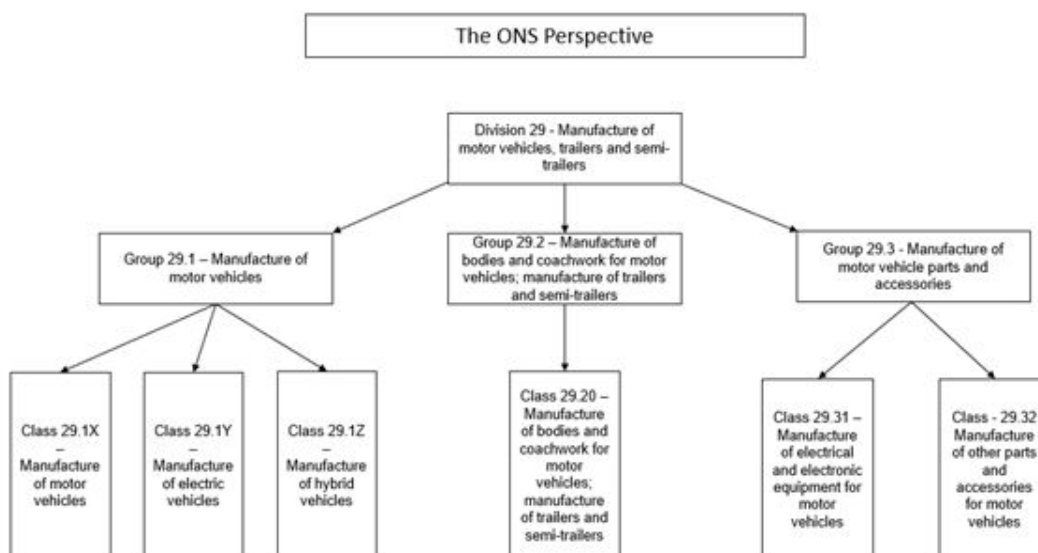 The ONS Perspective
Division 29 - Manufacture of
motor vehicles, trailers and semi-
trailers
Group 29.1 – Manufacture of
motor vehicles
Group 29.2 – Manufacture of
bodies and coachwork for motor
vehicles; manufacture of trailers
and semi-trailers
Group 29.3 - Manufacture of
motor vehicle parts and
accessories
Class 29.1X
–
Manufacture
of motor
vehicles
Class 29.1Y
–
Manufacture
of electric
vehicles
Class 29.1Z
–
Manufacture
of hybrid
vehicles
Class 29.20 –
Manufacture
of bodies and
coachwork for
motor
vehicles;
manufacture
of trailers and
semi-trailers
Class 29.31 –
Manufacture
of electrical
and electronic
equipment for
motor
vehicles
Class - 29.32
Manufacture
of other parts
and
accessories
for motor
vehicles